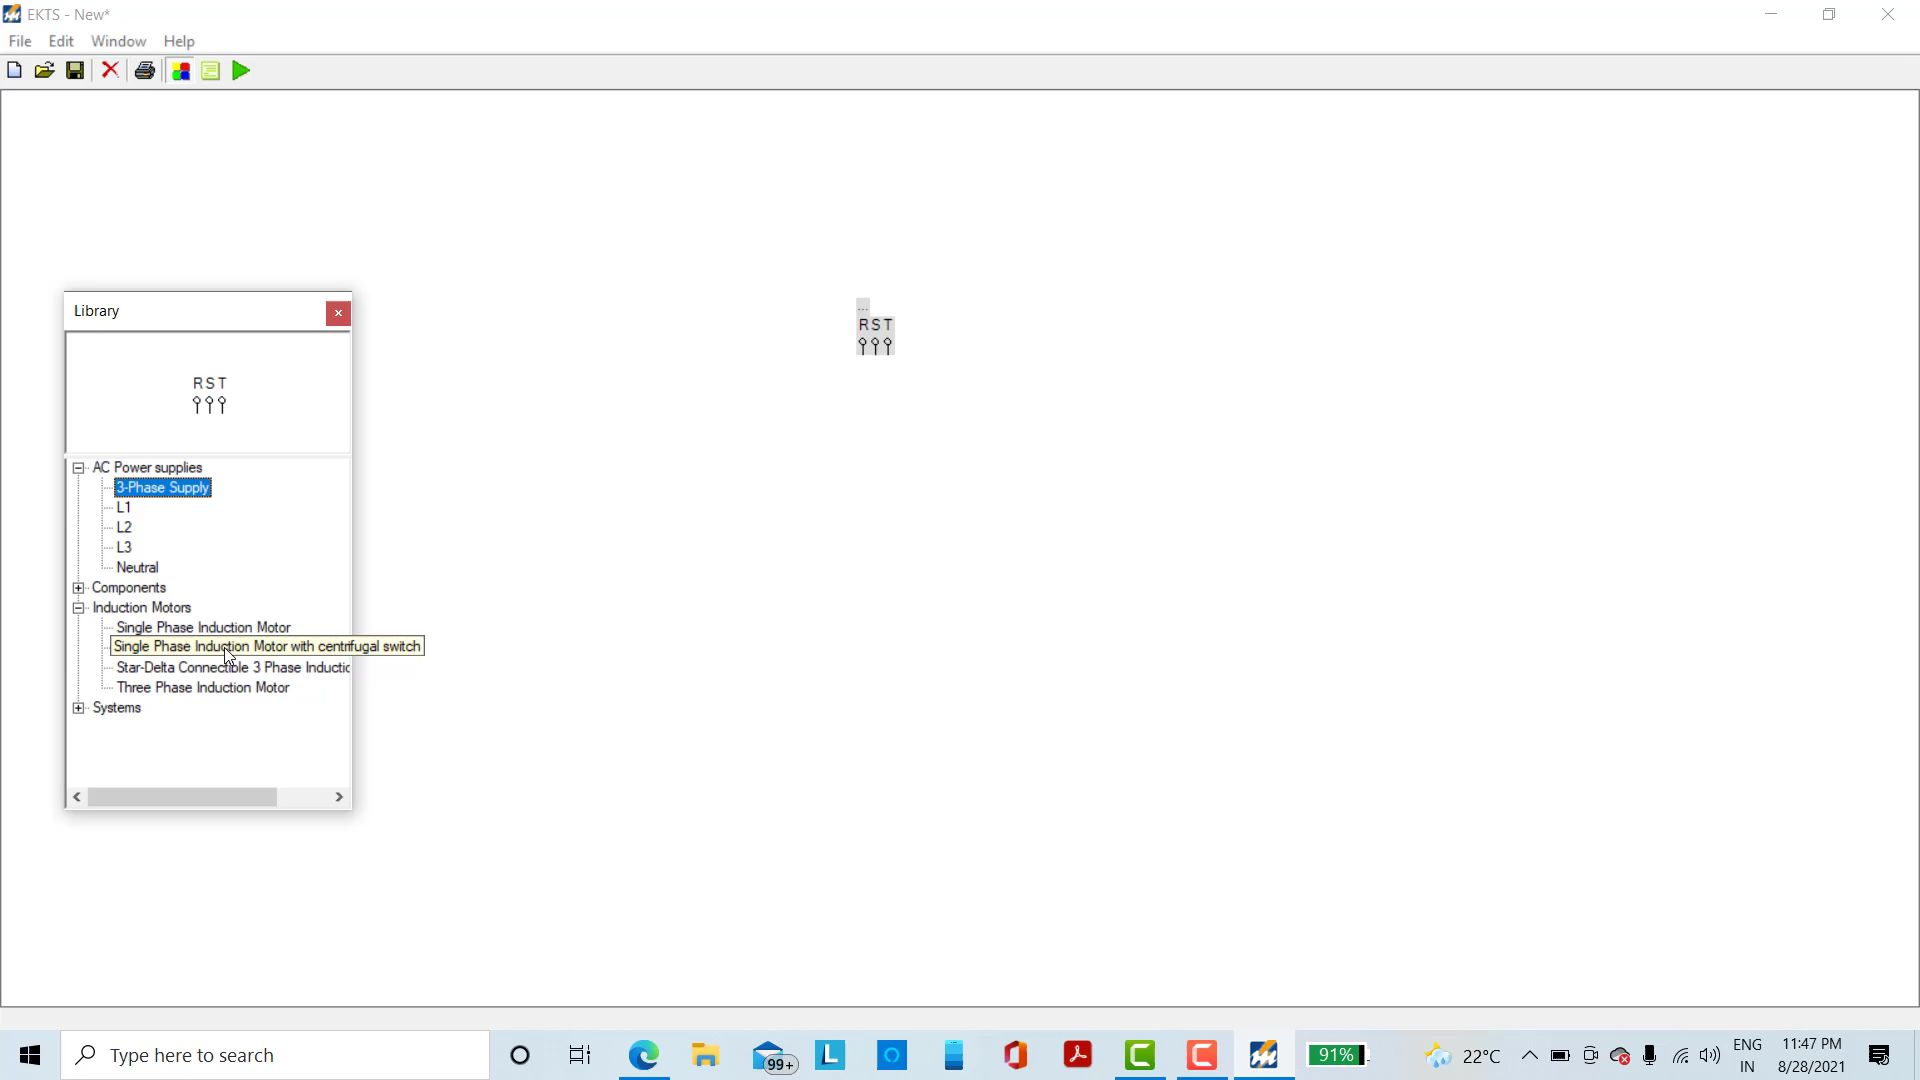 EKTS - New*
File Edit Window Help
Library
...
R S T
R S T
AC Power supplies
3-Phase Supply
L1
L2
L3
Neutral
Components
Induction Motors
Single Phase Induction Motor
Single Phase Induction Motor with centrifugal switch
Star-Delta Connectible 3 Phase Inductic
Three Phase Induction Motor
Systems
Type here to search
99+
L
91%
22°C
ENG
IN
11:47 PM
8/28/2021